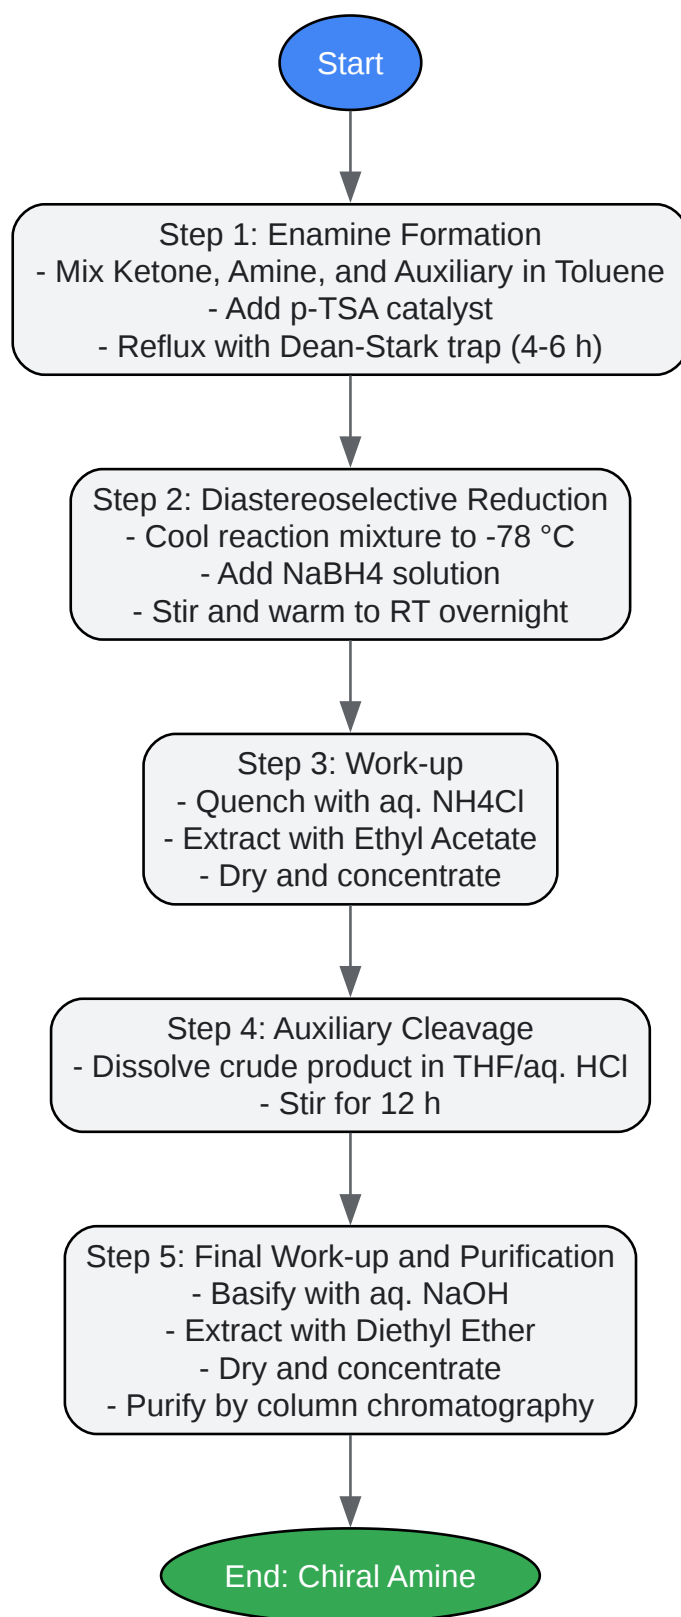 Start
Step 1: Enamine Formation
- Mix Ketone, Amine, and Auxiliary in Toluene
- Add p-TSA catalyst
- Reflux with Dean-Stark trap (4-6 h)
Step 2: Diastereoselective Reduction
- Cool reaction mixture to -78 °C
- Add NaBH4 solution
- Stir and warm to RT overnight
Step 3: Work-up
- Quench with aq. NH4Cl
- Extract with Ethyl Acetate
- Dry and concentrate
Step 4: Auxiliary Cleavage
- Dissolve crude product in THF/aq. HCl
- Stir for 12 h
Step 5: Final Work-up and Purification
- Basify with aq. NaOH
- Extract with Diethyl Ether
- Dry and concentrate
- Purify by column chromatography
End: Chiral Amine